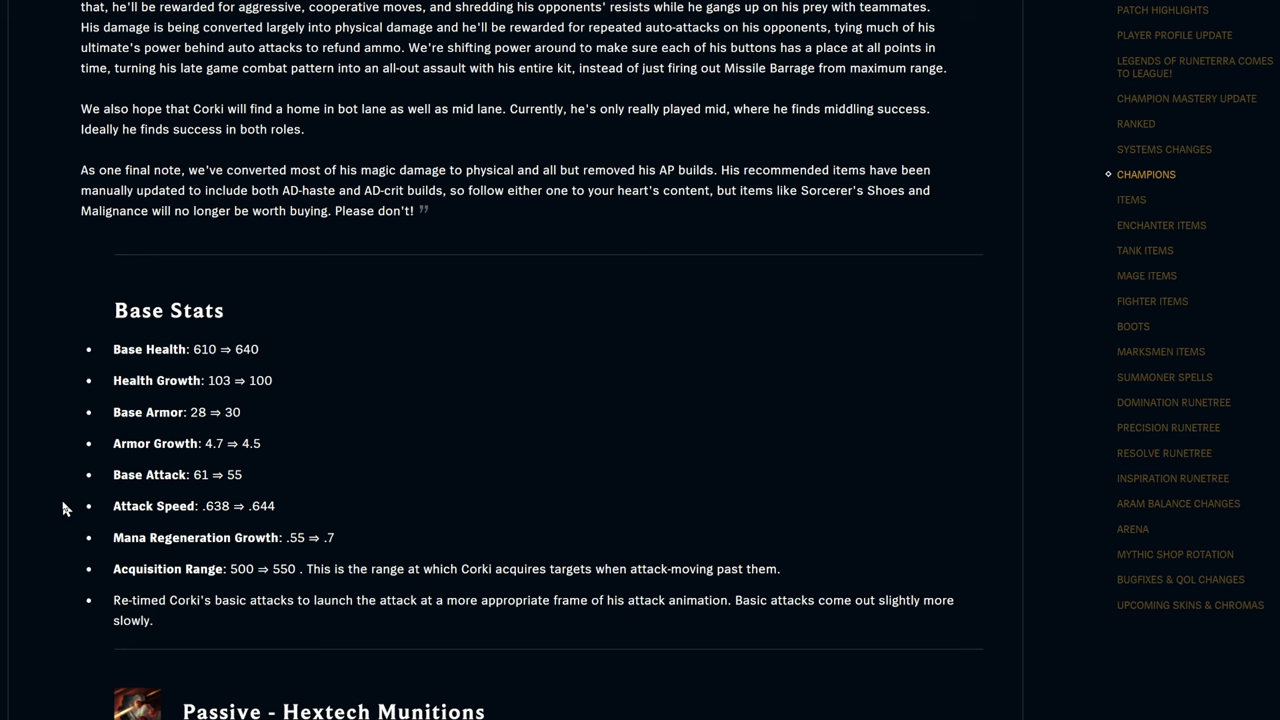 that, he'll be rewarded for aggressive, cooperative moves, and shredding his opponents' resists while he gangs up on his prey with teammates.
His damage is being converted largely into physical damage and he'll be rewarded for repeated auto-attacks on his opponents, tying much of his
ultimate's power behind auto attacks to refund ammo. We're shifting power around to make sure each of his buttons has a place at all points in
time, turning his late game combat pattern into an all-out assault with his entire kit, instead of just firing out Missile Barrage from maximum range.
We also hope that Corki will find a home in bot lane as well as mid lane. Currently, he's only really played mid, where he finds middling success.
Ideally he finds success in both roles.
As one final note, we've converted most of his magic damage to physical and all but removed his AP builds. His recommended items have been
manually updated to include both AD-haste and AD-crit builds, so follow either one to your heart's content, but items like Sorcerer's Shoes and
Malignance will no longer be worth buying. Please don't! ”
Base Stats
• Base Health: 610 ⇒ 640
• Health Growth: 103 ⇒ 100
• Base Armor: 28 ⇒ 30
• Armor Growth: 4.7 ⇒ 4.5
• Base Attack: 61 ⇒ 55
• Attack Speed: .638 ⇒ .644
• Mana Regeneration Growth: .55 ⇒ .7
• Acquisition Range: 500 ⇒ 550 . This is the range at which Corki acquires targets when attack-moving past them.
• Re-timed Corki's basic attacks to launch the attack at a more appropriate frame of his attack animation. Basic attacks come out slightly more
slowly.
Passive - Hextech Munitions
PATCH HIGHLIGHTS
PLAYER PROFILE UPDATE
LEGENDS OF RUNETERRA COMES
TO LEAGUE!
CHAMPION MASTERY UPDATE
RANKED
SYSTEMS CHANGES
CHAMPIONS
ITEMS
ENCHANTER ITEMS
TANK ITEMS
MAGE ITEMS
FIGHTER ITEMS
BOOTS
MARKSMEN ITEMS
SUMMONER SPELLS
DOMINATION RUNETREE
PRECISION RUNETREE
RESOLVE RUNETREE
INSPIRATION RUNETREE
ARAM BALANCE CHANGES
ARENA
MYTHIC SHOP ROTATION
BUGFIXES & QOL CHANGES
UPCOMING SKINS & CHROMAS